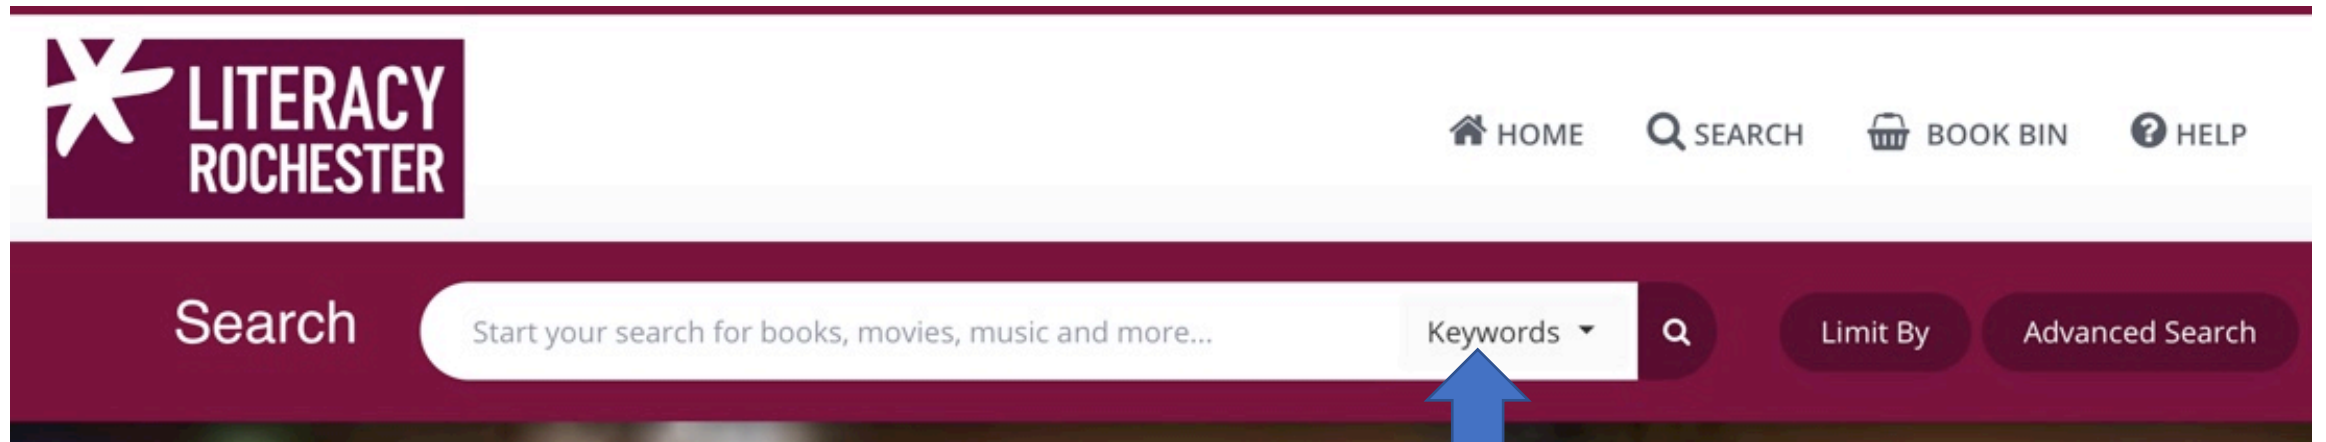 LITERACY
ROCHESTER
HOME SEARCH BOOK BIN HELP
Search Start your search for books, movies, music and more... Keywords Limit By Advanced Search